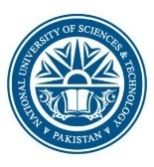 NATIONAL UNIVERSITY OF SCIENCES & TECHNOLOGY
★ PAKISTAN ★